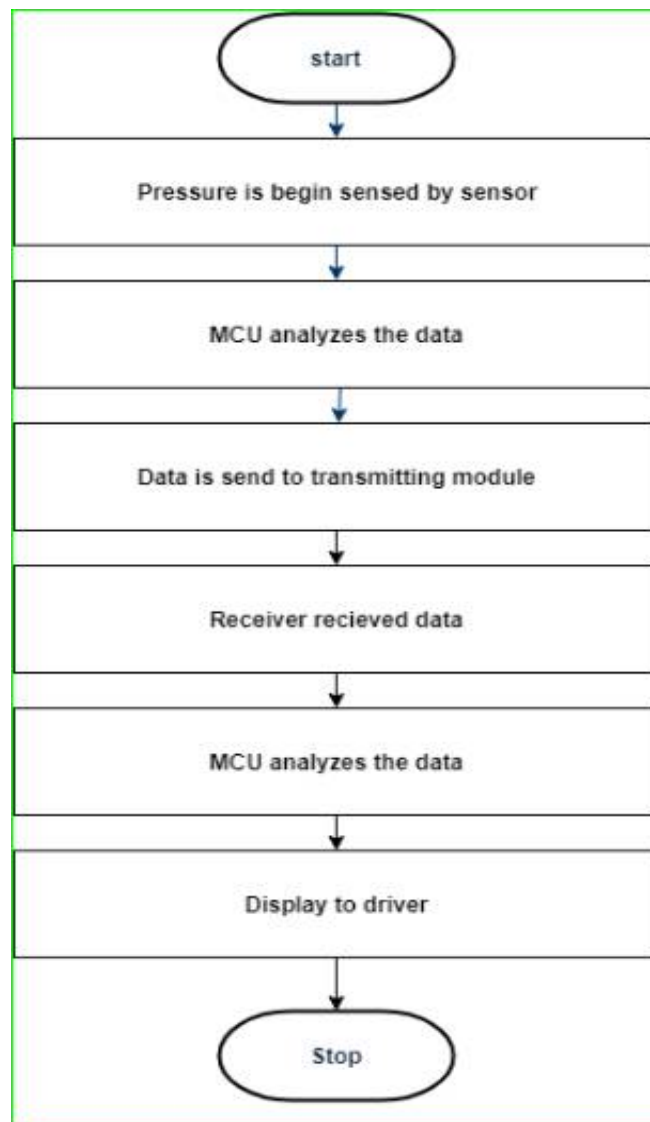 start
Pressure is begin sensed by sensor
MCU analyzes the data
Data is send to transmitting module
Receiver recieved data
MCU analyzes the data
Display to driver
Stop